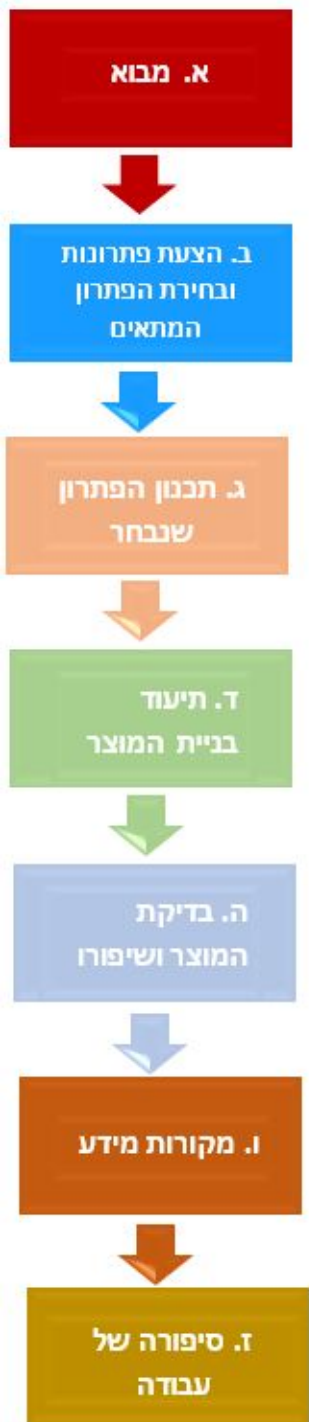 א. מבוא
ב. הצעת פתרונות
ובחירת הפתרון
המתאים
ג. תכנון הפתרון
שנבחר
ד. תיעוד
בניית המוצר
ה. בדיקת
המוצר ושיפורו
ו. מקורות מידע
ז. סיפורה של
עבודה